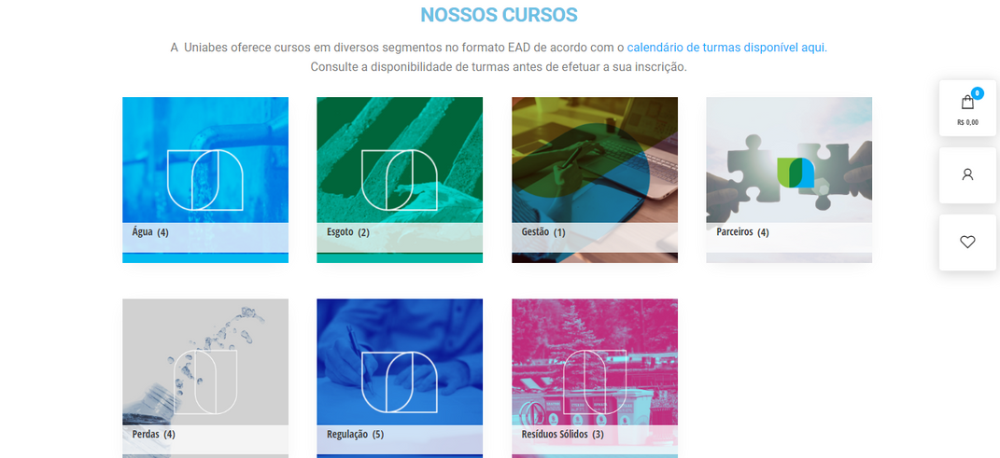 NOSSOS CURSOS
A Uniabes oferece cursos em diversos segmentos no formato EAD de acordo com o calendário de turmas disponível aqui.
Consulte a disponibilidade de turmas antes de efetuar a sua inscrição.
0
R$ 0,00
Água (4)
Esgoto (2)
Gestão (1)
Parceiros (4)
Perdas (4)
Regulação (5)
Resíduos Sólidos (3)